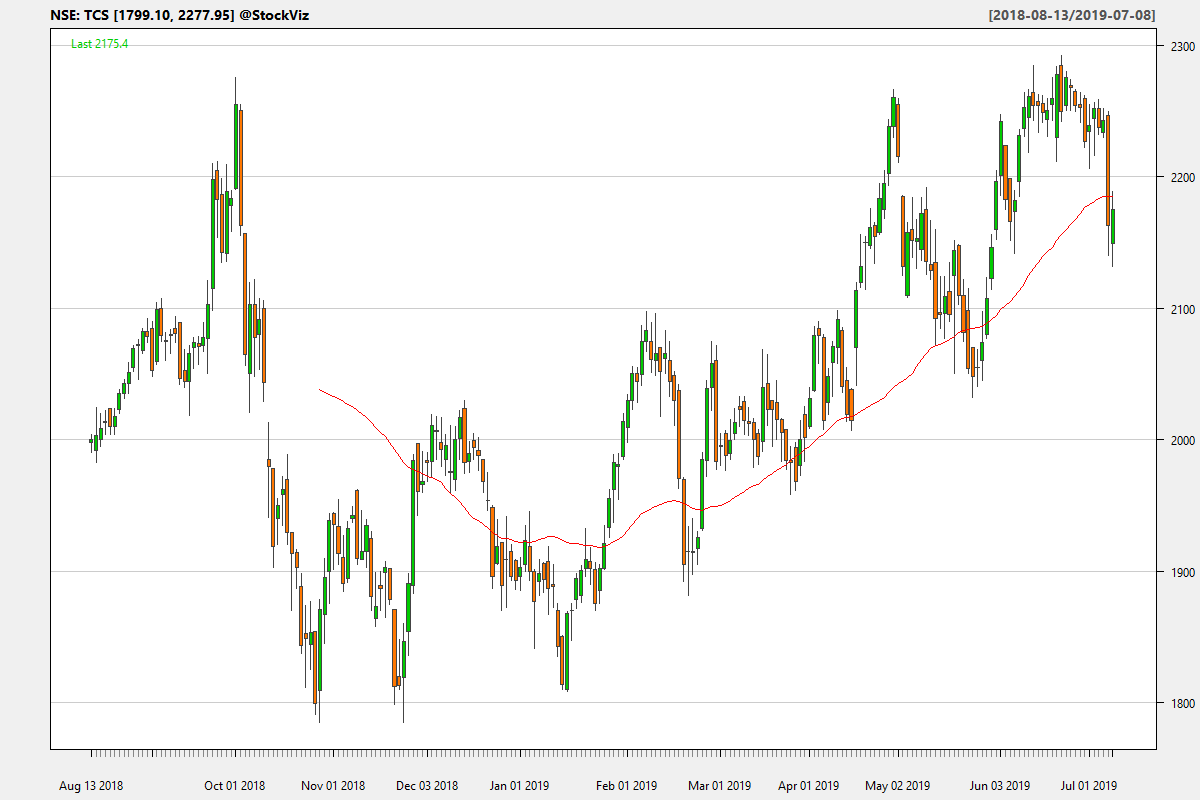 NSE: TCS [1799.10, 2277.95] @StockViz [2018-08-13/2019-07-08]
Last 2175.4
2300
2200
2100
2000
1900
1800
Aug 13 2018 Oct 01 2018 Nov 01 2018 Dec 03 2018 Jan 01 2019 Feb 01 2019 Mar 01 2019 Apr 01 2019 May 02 2019 Jun 03 2019 Jul 01 2019